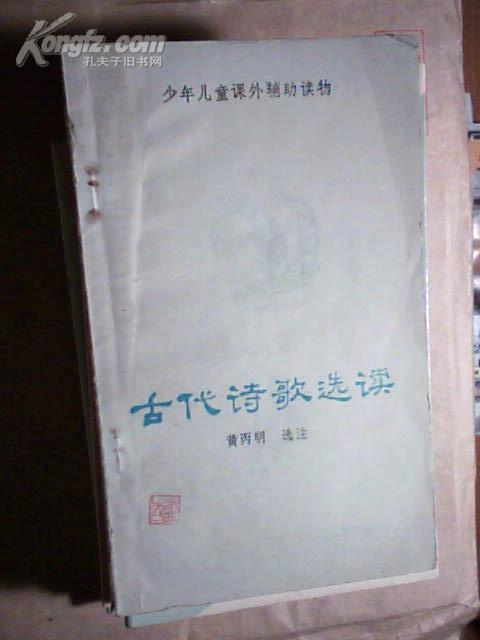 Kongfz.com
孔夫子旧书网
少年儿童课外辅助读物
古代诗歌选读
黄丙明 选注